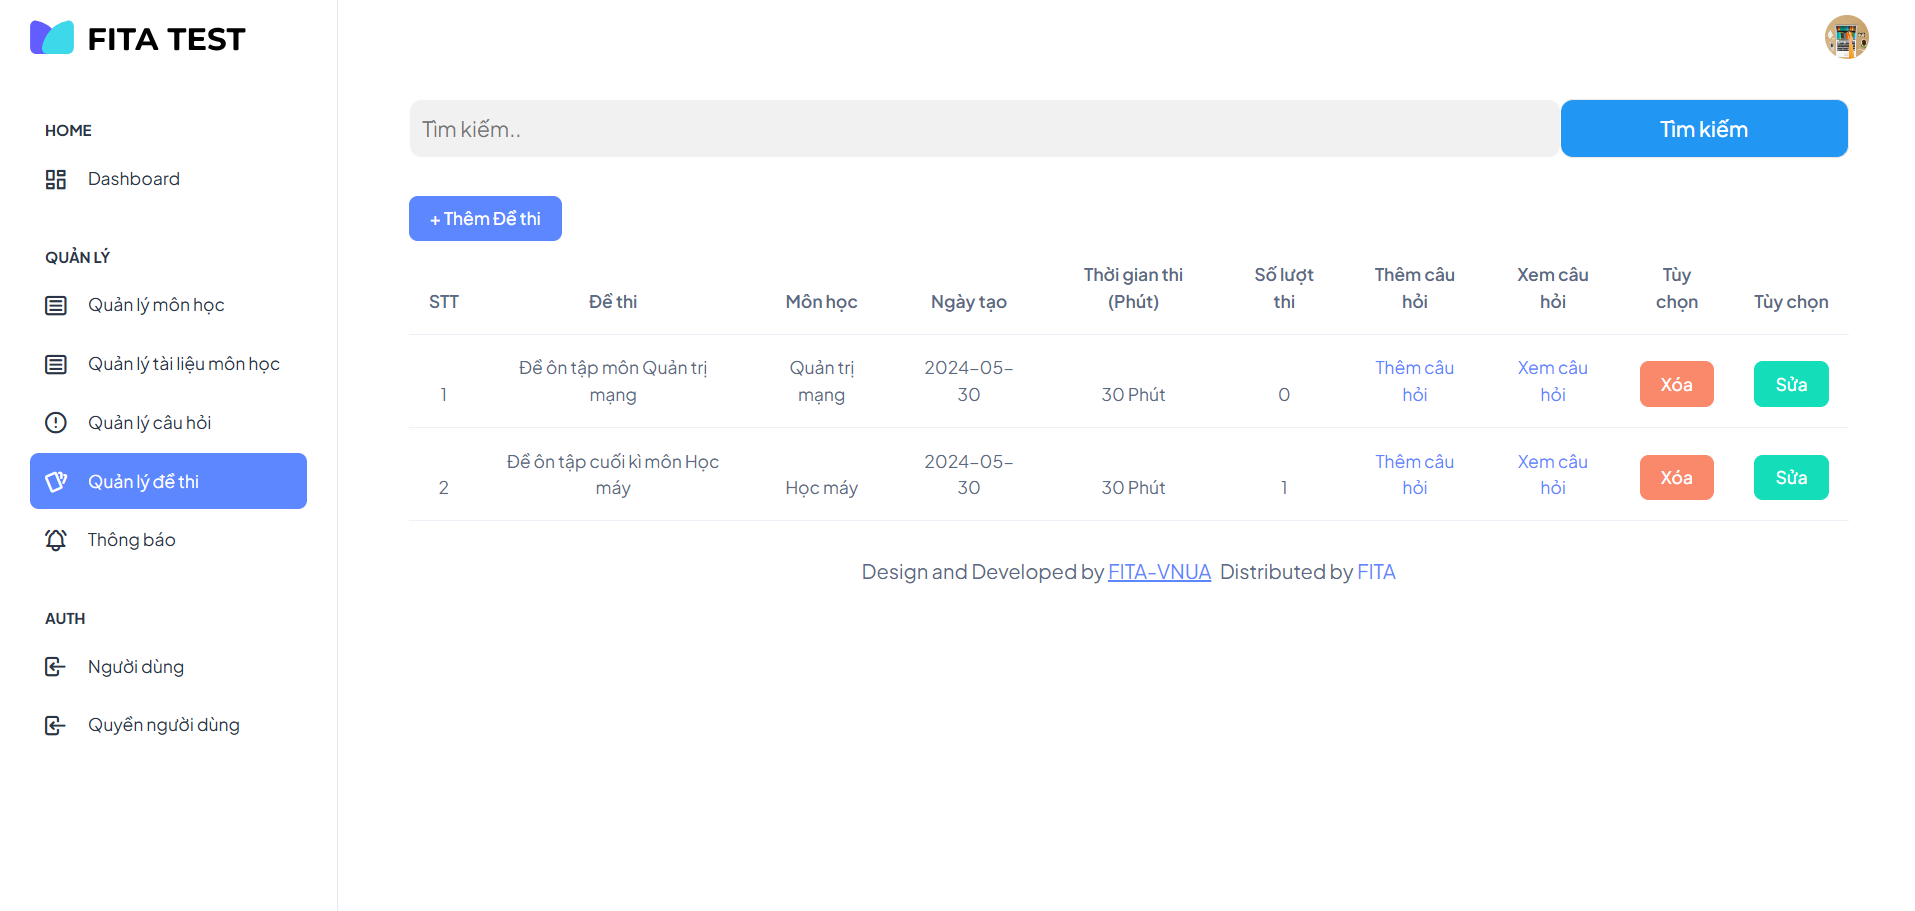 FITA TEST
HOME
Dashboard
QUẢN LÝ
Quản lý môn học
Quản lý tài liệu môn học
Quản lý câu hỏi
Quản lý đề thi
Thông báo
AUTH
Người dùng
Quyền người dùng
Tìm kiếm..
Tìm kiếm
+ Thêm Đề thi
STT
Đề thi
Môn học
Ngày tạo
Thời gian thi
(Phút)
Số lượt
thi
Thêm câu
hỏi
Xem câu
hỏi
Tùy
chọn
Tùy chọn
1
Đề ôn tập môn Quản trị
mạng
Quản trị
mạng
2024-05-
30
30 Phút
0
Thêm câu
hỏi
Xem câu
hỏi
Xóa
Sửa
2
Đề ôn tập cuối kì môn Học
máy
Học máy
2024-05-
30
30 Phút
1
Thêm câu
hỏi
Xem câu
hỏi
Xóa
Sửa
Design and Developed by FITA-VNUA Distributed by FITA